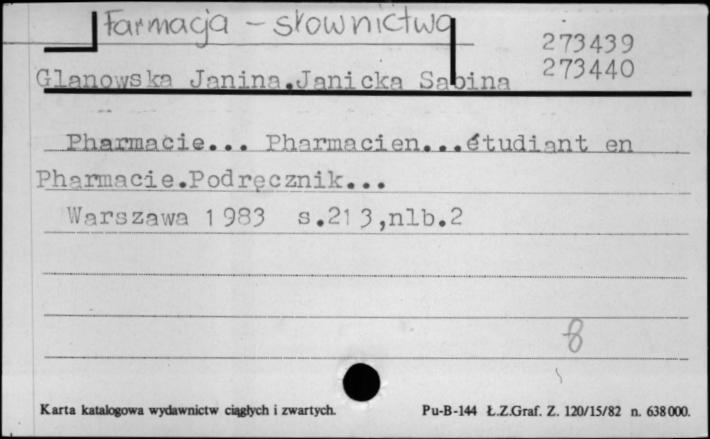 Farmacja - słownictwo
273439
Glanowska Janina.Janicka Sabina 273440
Pharmacie... Pharmacien...étudiant en
Pharmacie.Podręcznik...
Warszawa 1983 s.213,nlb.2
8
Karta katalogowa wydawnictw ciągłych i zwartych. Pu-B-144 Ł.Z.Graf. Z. 120/15/82 n. 638000.